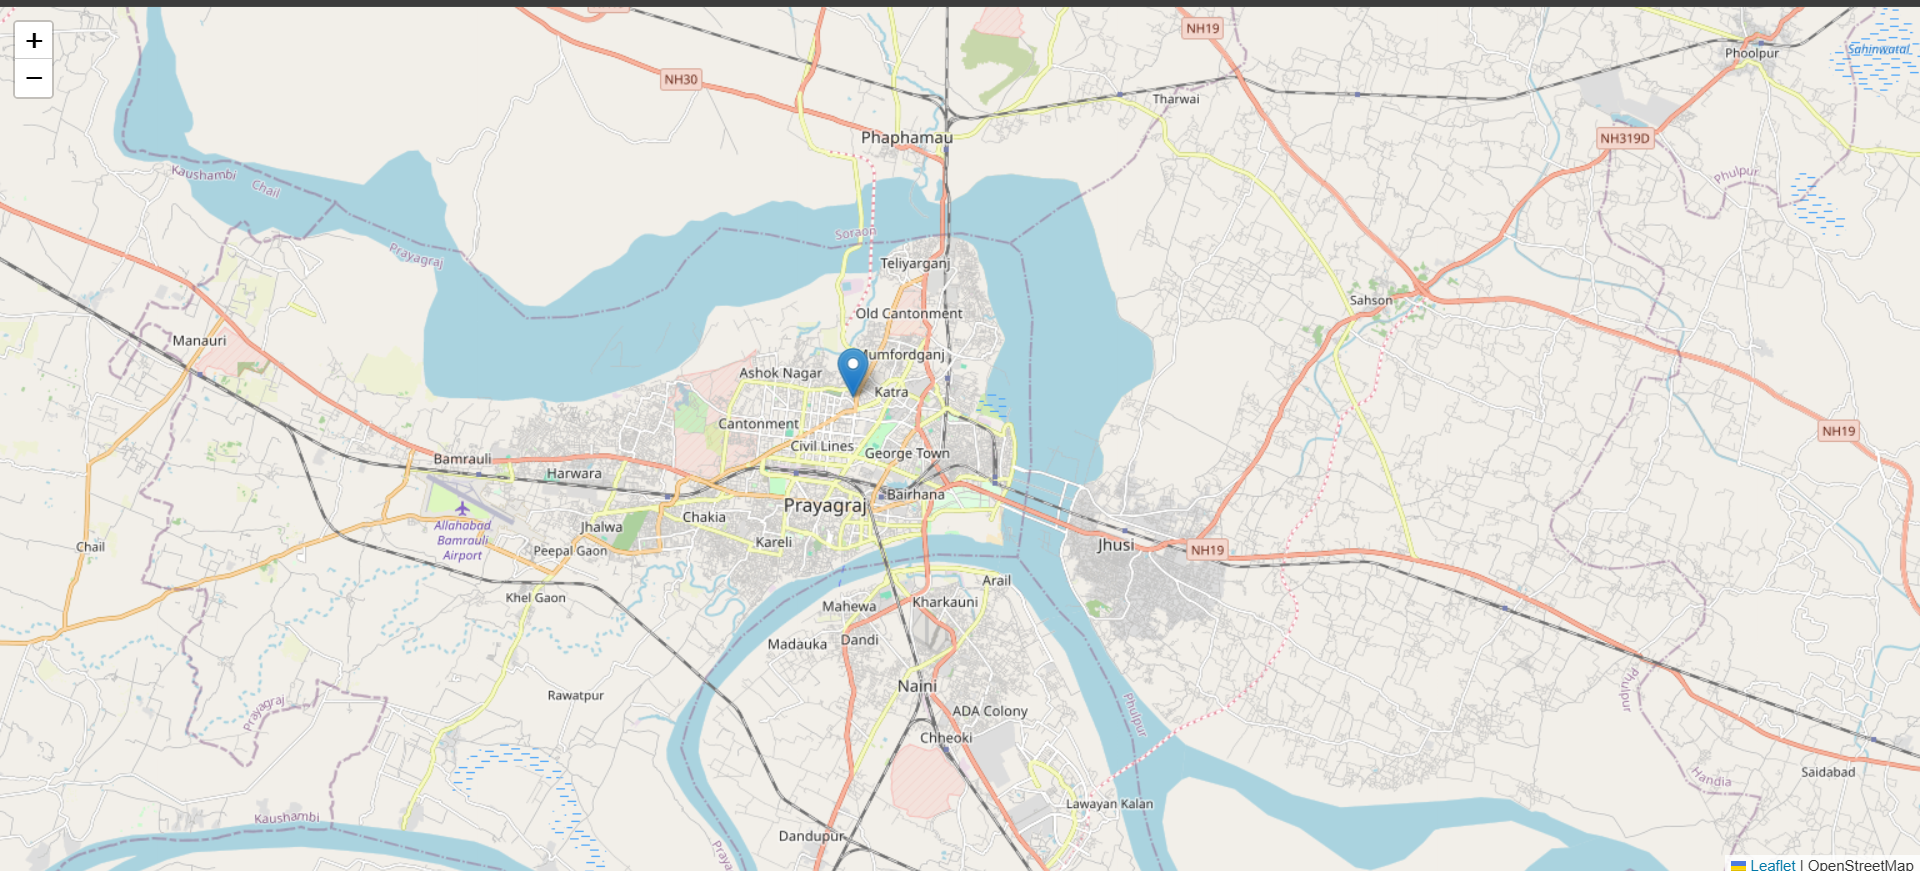 +
−
NH19
Phoolpur
Sahinwatal
NH30
Tharwai
Phaphamau
NH319D
Kaushambi
Chail
Phulpur
Soraon
Prayagraj
Teliyarganj
Sahson
Old Cantonment
Manauri
Mumfordganj
Ashok Nagar
Katra
Cantonment
NH19
Civil Lines
George Town
Bamrauli
Harwara
Bairhana
Prayagraj
Chakia
Allahabad
Bamrauli
Airport
Jhalwa
Kareli
Jhusi
NH19
Chail
Peepal Gaon
Arail
Khel Gaon
Mahewa
Kharkauni
Dandi
Madauka
Naini
Rawatpur
Phulpur
Prayagraj
ADA Colony
Phulpur
Chheoki
Saidabad
Handia
Lawayan Kalan
Kaushambi
Dandupur
Leaflet | OpenStreetMap